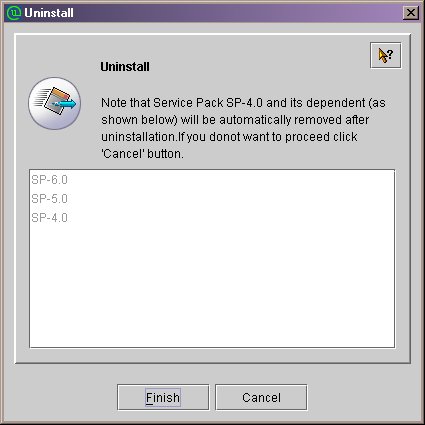 Uninstall
?
Uninstall
Note that Service Pack SP-4.0 and its dependent (as
shown below) will be automatically removed after
uninstallation.If you donot want to proceed click
'Cancel' button.
SP-6.0
SP-5.0
SP-4.0
Finish
Cancel